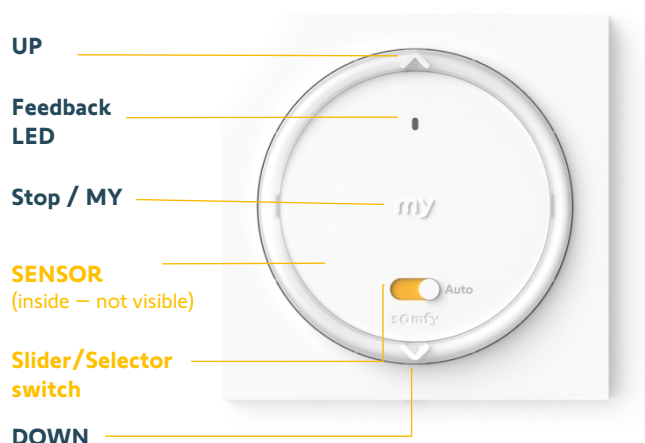 UP
Feedback
LED
Stop / MY
my
SENSOR
(inside – not visible)
Auto
somfy
Slider/Selector
switch
DOWN